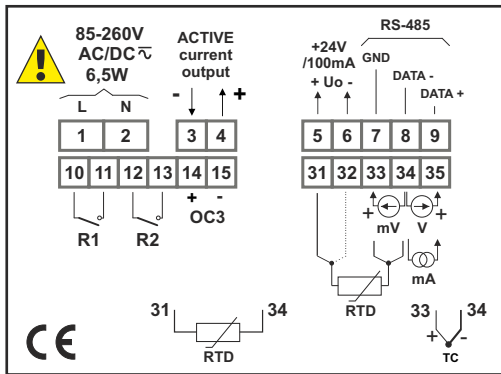 85-260V
AC/DC
6,5W
L N
ACTIVE
current
output
- +
+24V
/100mA
+ Uo -
RS-485
GND
DATA -
DATA +
1 2 3 4
5 6 7 8 9
10 11 12 13 14 15
31 32 33 34 35
R1 R2
+ -
OC3
+ +
mV V
mA
RTD
31 34
RTD
33 34
+ -
TC
CE